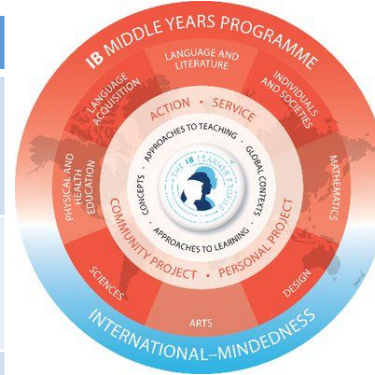 IB MIDDLE YEARS PROGRAMME
LANGUAGE AND
LITERATURE
LANGUAGE
ACQUISITION
INDIVIDUALS
AND SOCIETIES
PHYSICAL AND
HEALTH
EDUCATION
MATHEMATICS
SCIENCES
DESIGN
ARTS
ACTION • SERVICE
COMMUNITY PROJECT • PERSONAL PROJECT
APPROACHES TO TEACHING
CONCEPTS
GLOBAL CONTEXTS
APPROACHES TO LEARNING
THE IB LEARNER PROFILE
INTERNATIONAL–MINDEDNESS